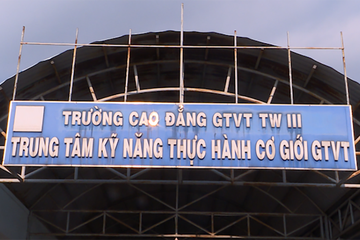 TRƯỜNG CAO ĐẲNG GTVT TW III
TRUNG TÂM KỸ NĂNG THỰC HÀNH CƠ GIỚI GTVT